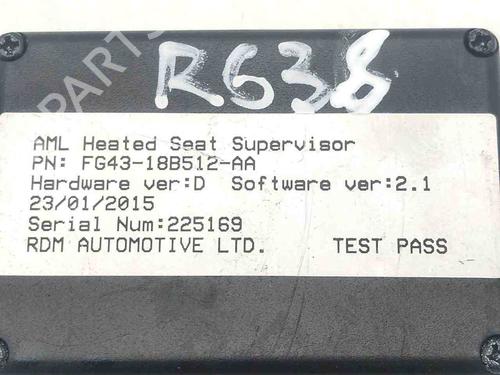 R638
AML Heated Seat Supervisor
PN: FG43-18B512-AA
Hardware ver:D Software ver:2.1
23/01/2015
Serial Num:225169
RDM AUTOMOTIVE LTD. TEST PASS